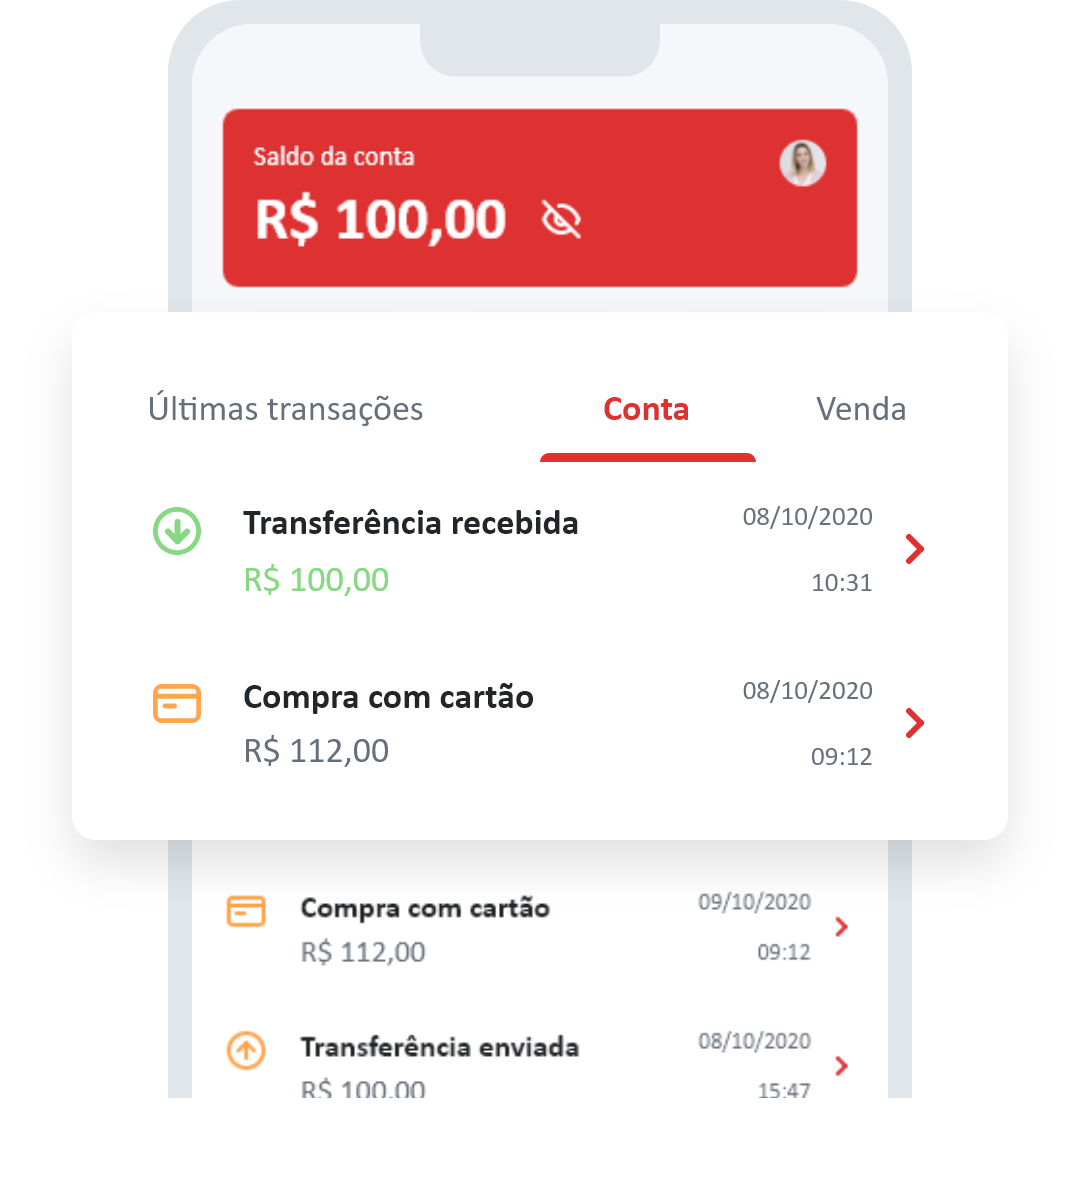 Saldo da conta
R$ 100,00
Últimas transações Conta Venda
Transferência recebida 08/10/2020
R$ 100,00 10:31
Compra com cartão 08/10/2020
R$ 112,00 09:12
Compra com cartão 09/10/2020
R$ 112,00 09:12
Transferência enviada 08/10/2020
R$ 100,00 15:47